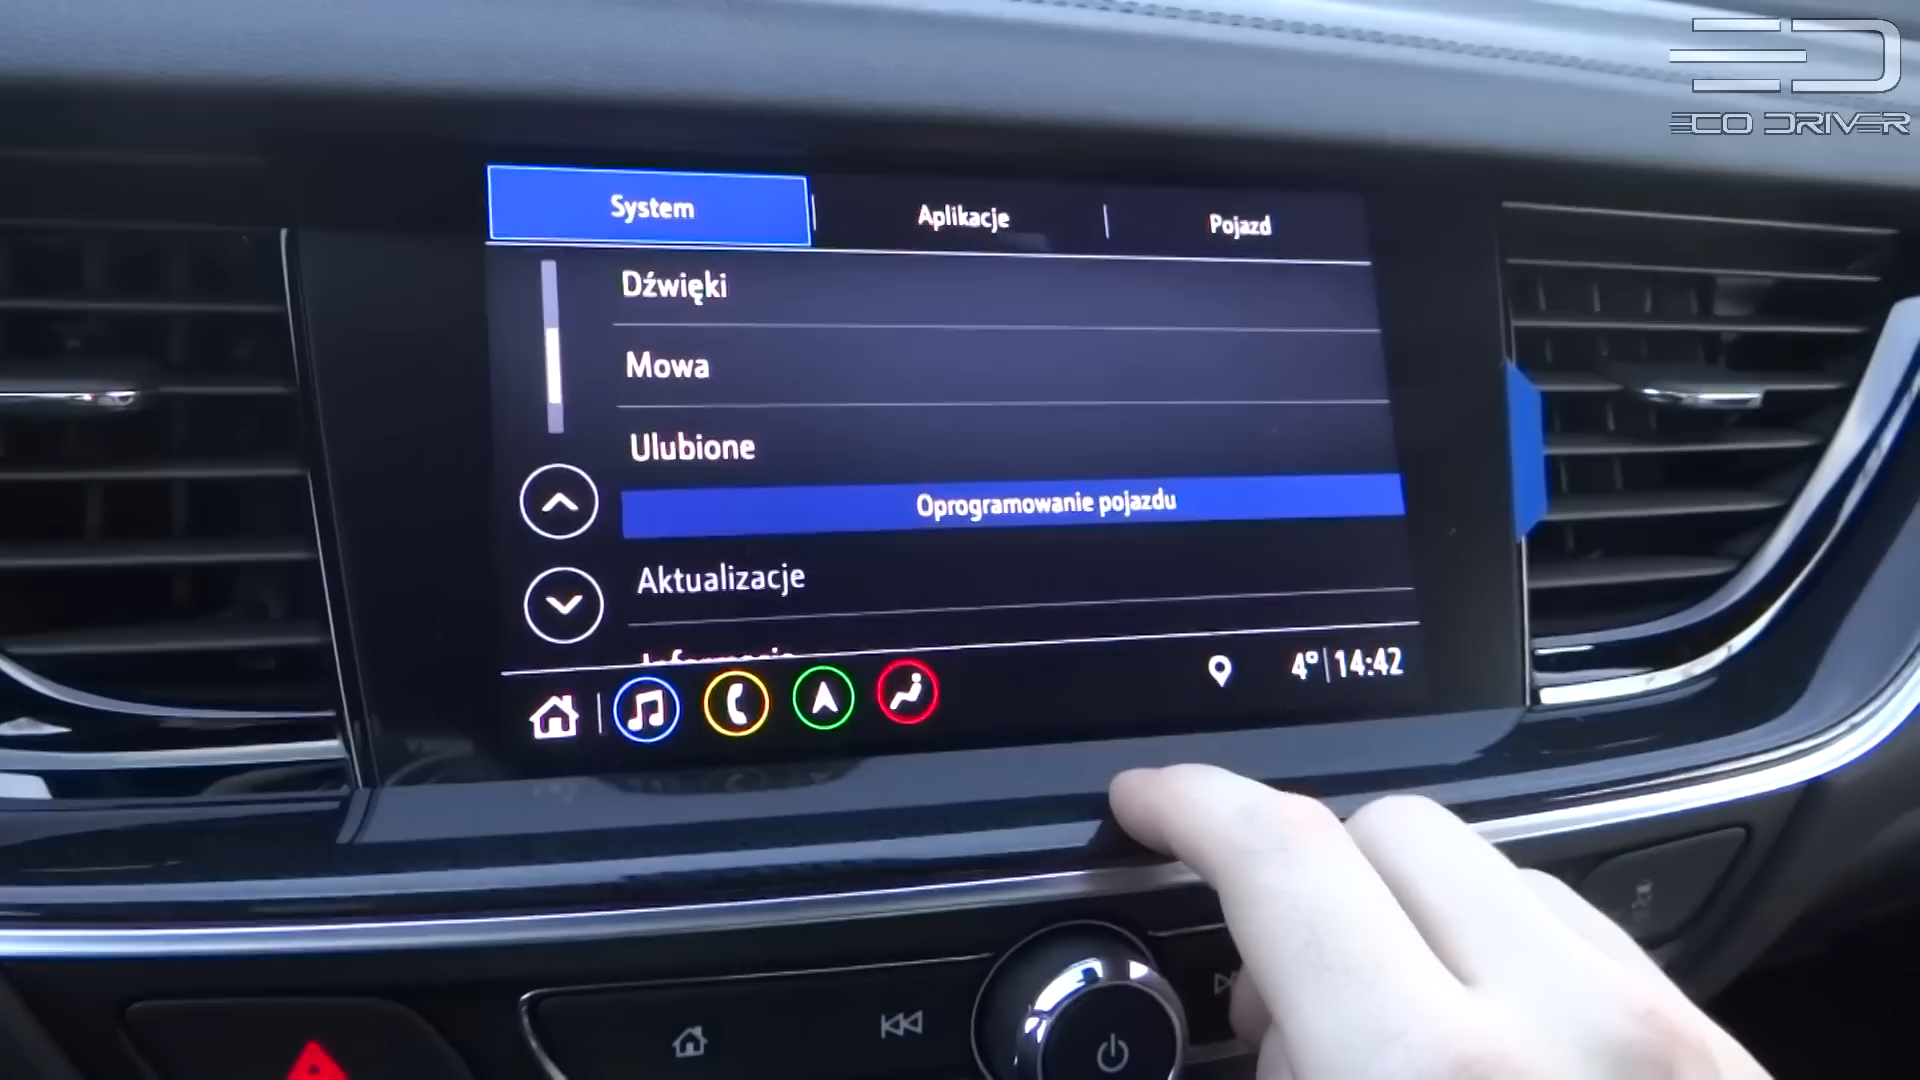 ECO DRIVER
System
Aplikacje
Pojazd
Dźwięki
Mowa
Ulubione
Oprogramowanie pojazdu
Aktualizacje
4° 14:42